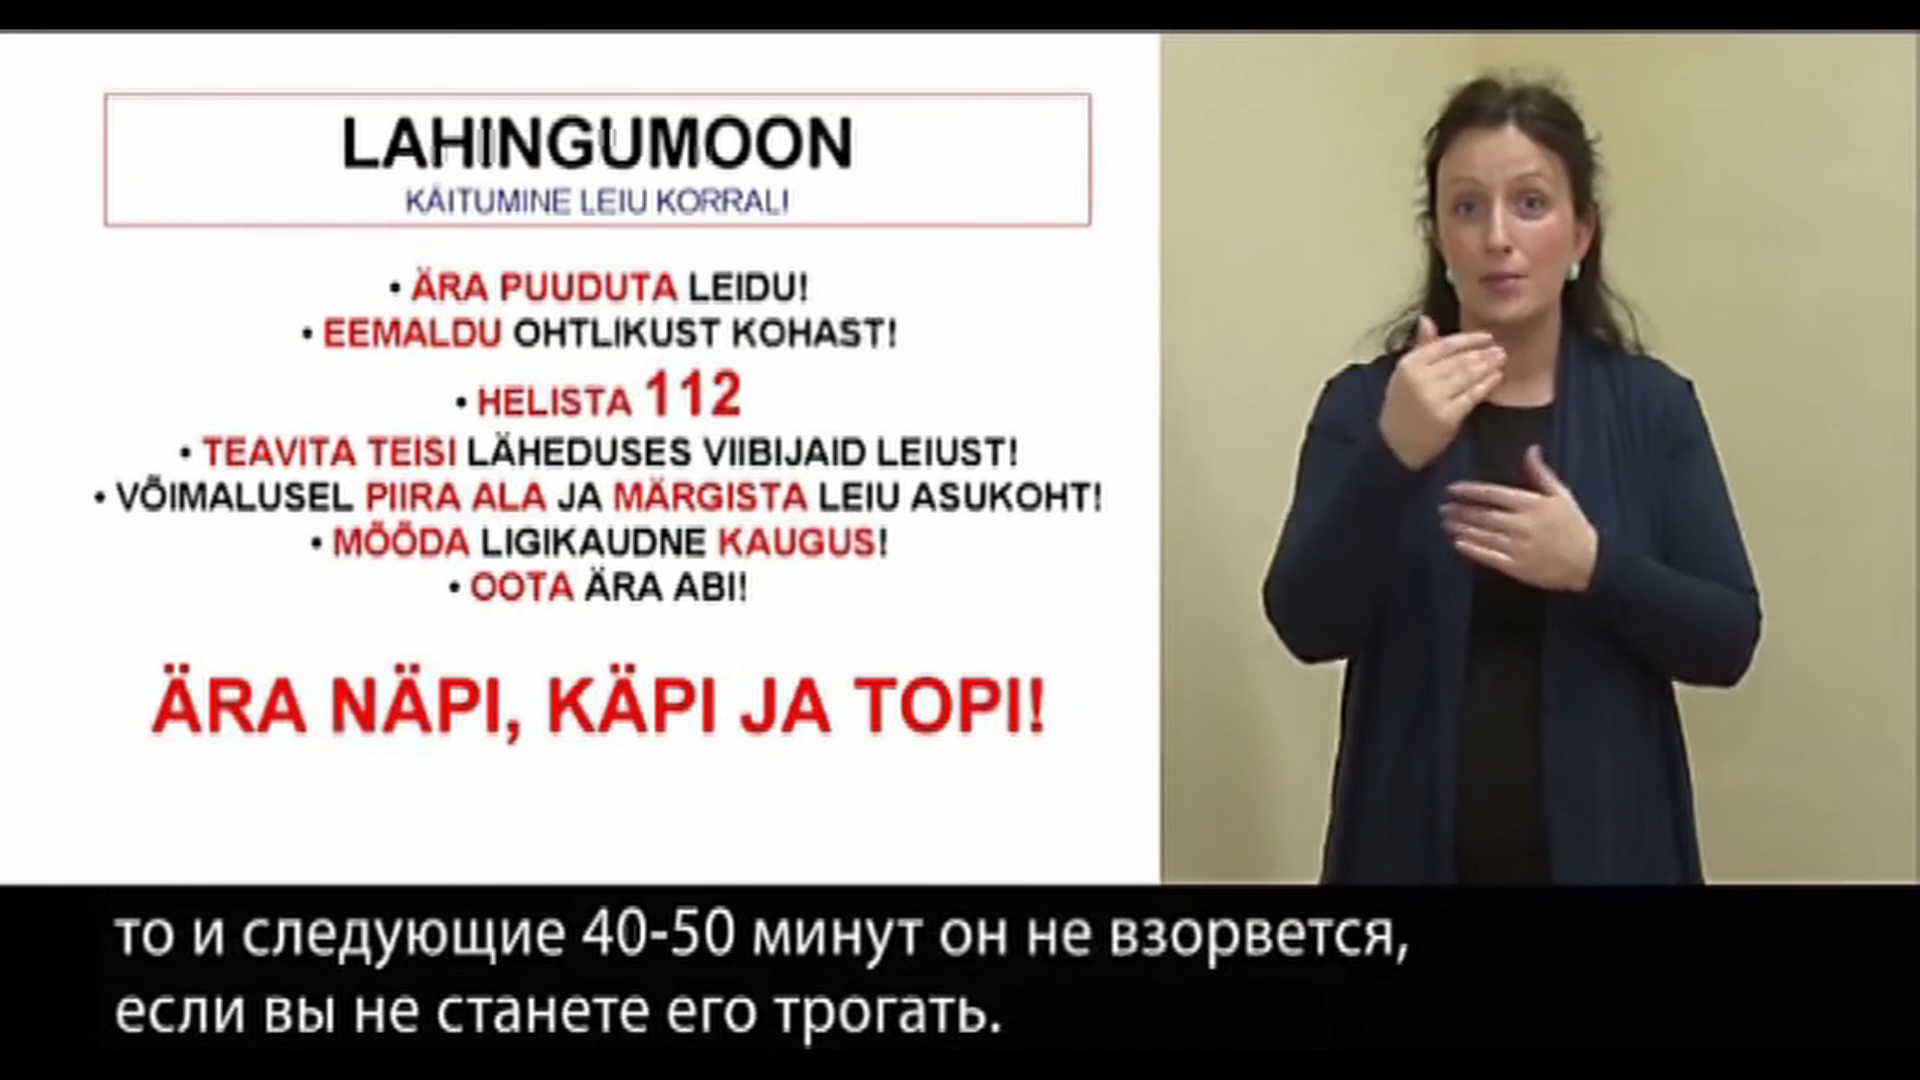 LAHINGUMOON
KÄITUMINE LEIU KORRAL!
• ÄRA PUUDUTA LEIDU!
• EEMALDU OHTLIKUST KOHAST!
• HELISTA 112
• TEAVITA TEISI LÄHEDUSES VIIBIJAID LEIUST!
• VÕIMALUSEL PIIRA ALA JA MÄRGISTA LEIU ASUKOHT!
• MÕÕDA LIGIKAUDNE KAUGUS!
• OOTA ÄRA ABI!
ÄRA NÄPI, KÄPI JA TOPI!
то и следующие 40-50 минут он не взорвется,
если вы не станете его трогать.